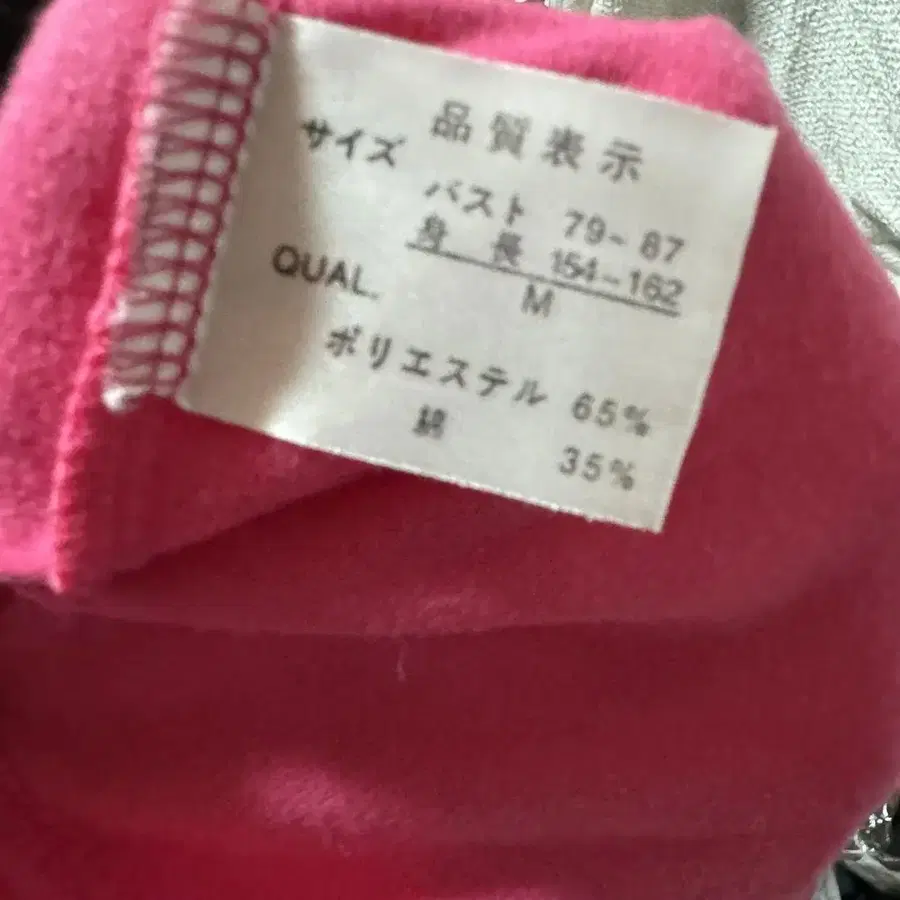 品質表示
サイズ
バスト 79-87
身長 154-162
M
QUAL.
ポリエステル 65%
綿 35%